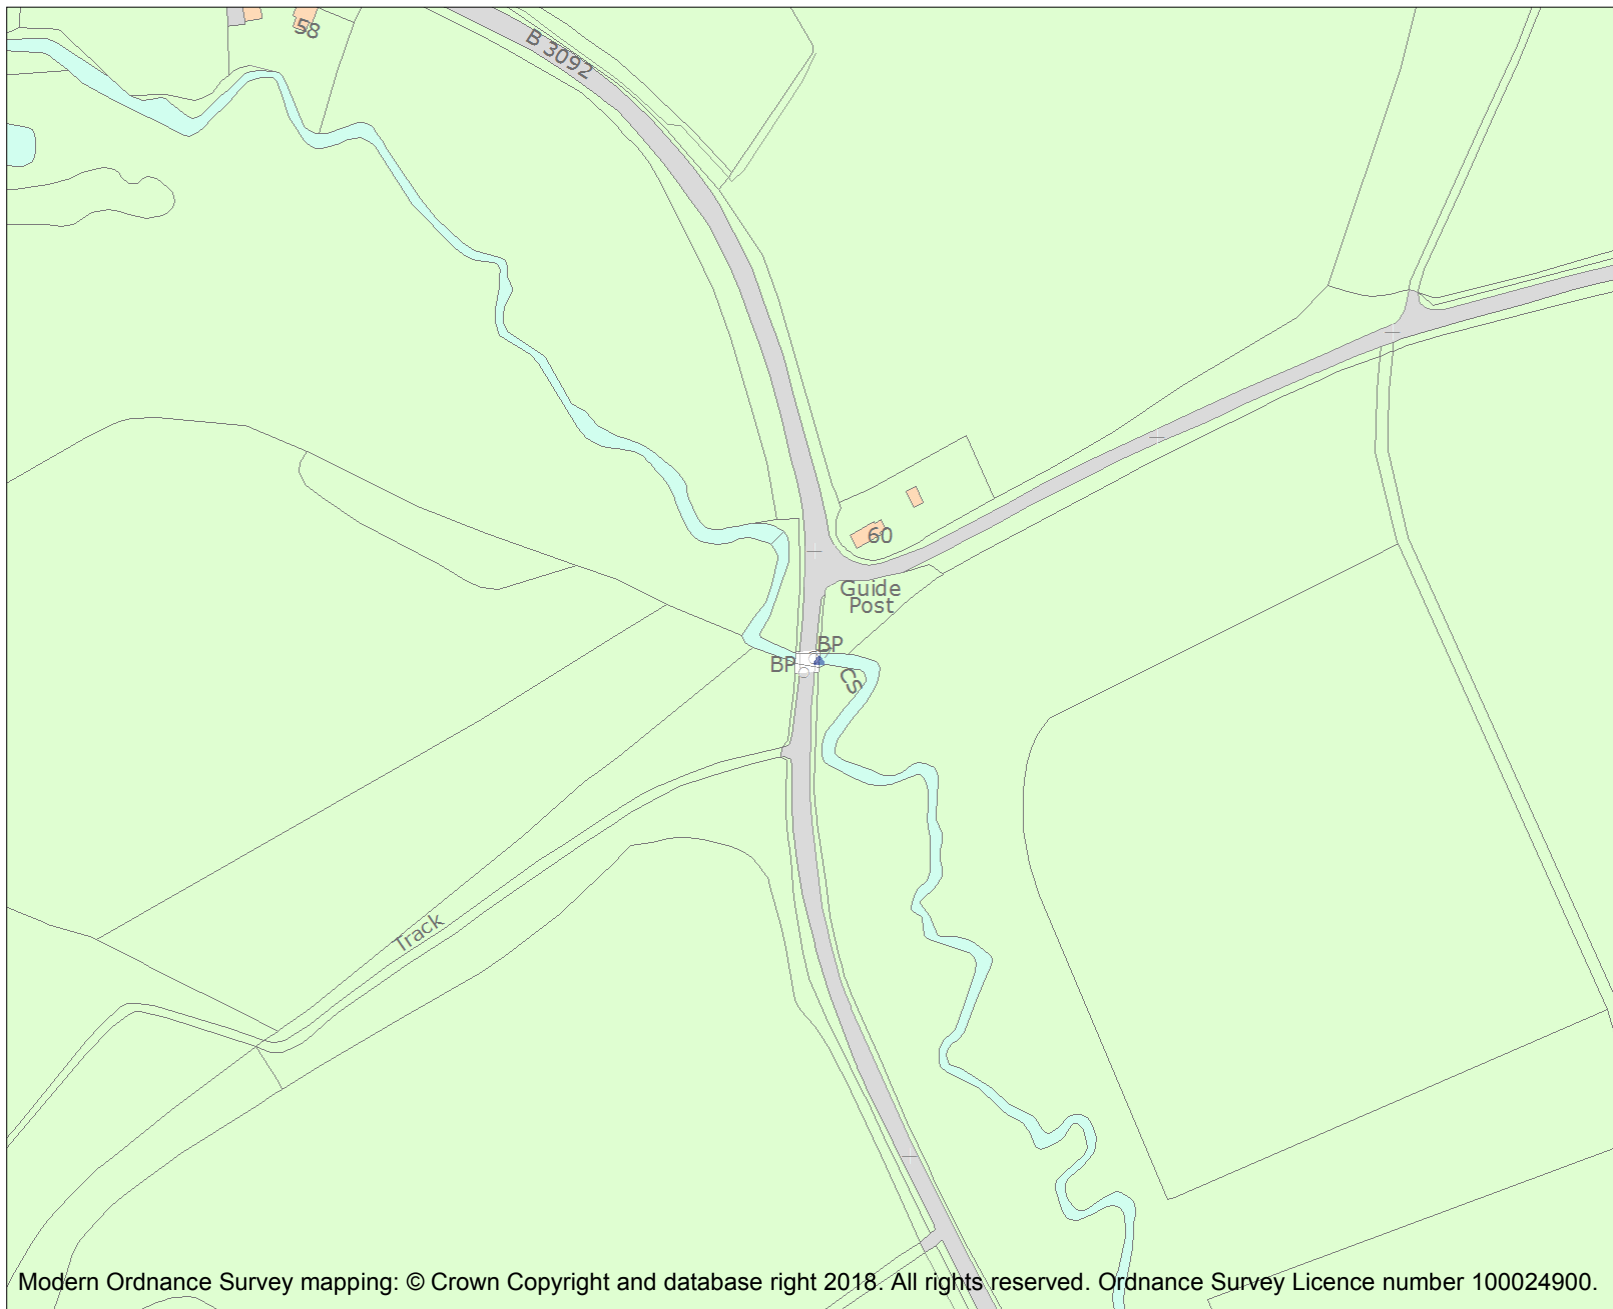 58
B 3092
60
Guide
Post
BP
BP
CS
Track
Modern Ordnance Survey mapping: © Crown Copyright and database right 2018. All rights reserved. Ordnance Survey Licence number 100024900.